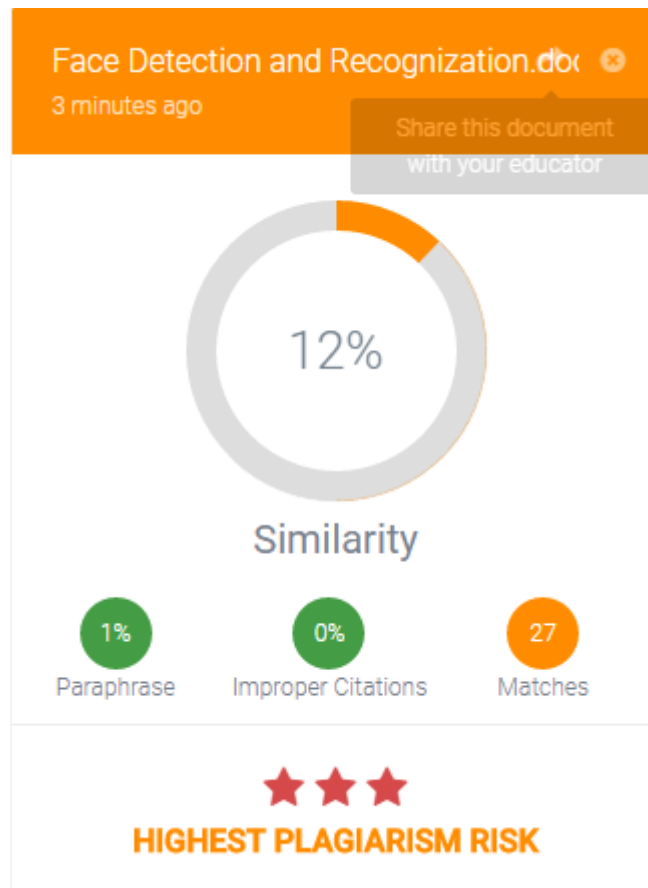 Face Detection and Recognization.doc
3 minutes ago
Share this document
with your educator
12%
Similarity
1%
Paraphrase
0%
Improper Citations
27
Matches
HIGHEST PLAGIARISM RISK